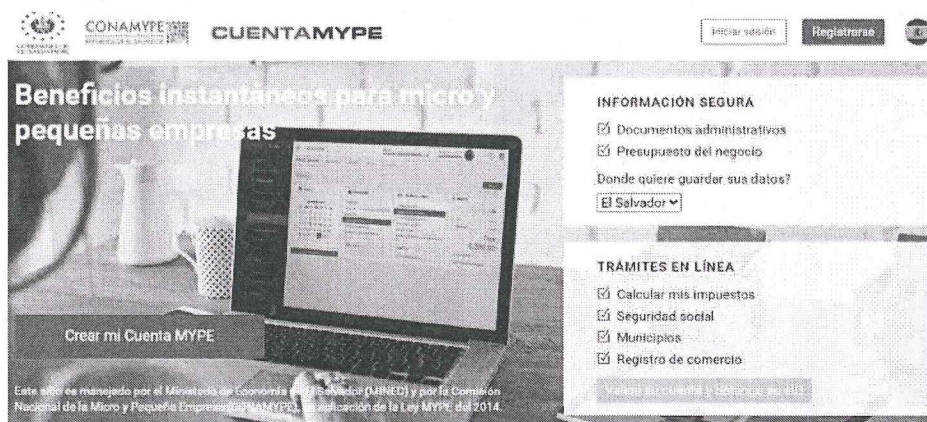 CONAMYPE
CUENTAMYPE
Iniciar sesión
Registrarse
Beneficios instantáneos para micro y
pequeñas empresas
Crear mi Cuenta MYPE
Este sitio es manejado por el Ministerio de Economía de El Salvador (MINEC) y por la Comisión
Nacional de la Micro y Pequeña Empresa (CONAMYPE), en aplicación de la Ley MYPE del 2014.
INFORMACIÓN SEGURA
Documentos administrativos
Presupuesto del negocio
Donde quiere guardar sus datos?
El Salvador
TRÁMITES EN LÍNEA
Calcular mis impuestos
Seguridad social
Municipios
Registro de comercio